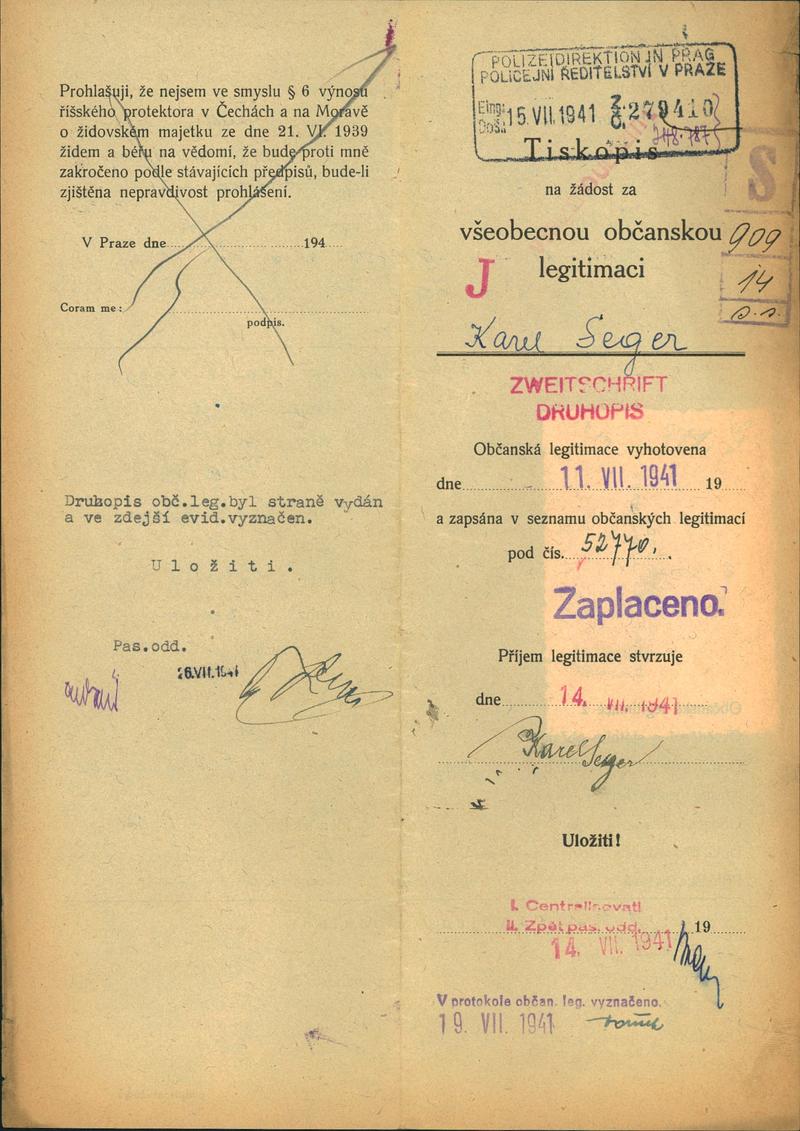 Prohlašuji, že nejsem ve smyslu § 6 výnosu
říšského protektora v Čechách a na Moravě
o židovském majetku ze dne 21. VI. 1939
židem a béřu na vědomí, že bude proti mně
zakročeno podle stávajících předpisů, bude-li
zjištěna nepravdivost prohlášení.
V Praze dne 194
Coram me:
podpis.
Druhopis obč.leg.byl straně vydán
a ve zdejší evid.vyznačen.
Uložiti.
Pas.odd.
26.VII.1941
POLIZEIDIREKTION IN PRAG
POLICEJNÍ ŘEDITELSTVÍ V PRAZE
Eing:
Došl.
15.VII.1941
Z. 279410
Č.
Tiskopis
S
na žádost za
všeobecnou občanskou
909
J
legitimaci
14
Karel Seger
ZWEITSCHRIFT
DRUHOPIS
Občanská legitimace vyhotovena
dne 11. VII. 1941 19
a zapsána v seznamu občanských legitimací
pod čís. 52770.
Zaplaceno.
Příjem legitimace stvrzuje
dne 14. VII. 1941
Karel Seger
Uložiti!
I. Centralisovati
II. Zpět pas. odd.
19
14. VII. 1941
V protokole občan. leg. vyznačeno.
19. VII. 1941